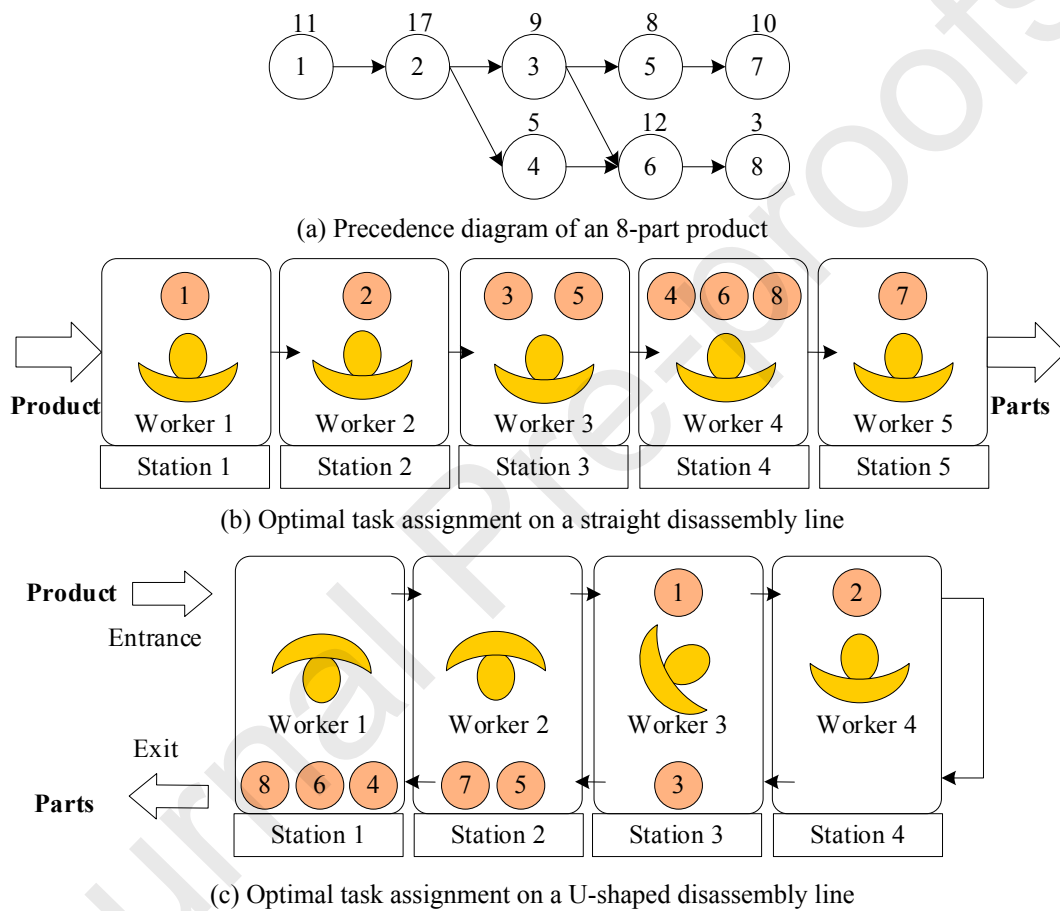 11 17 9 8 10
1 2 3 5 7
5 12 3
4 6 8
(a) Precedence diagram of an 8-part product
1 2 3 5 4 6 8 7
Product Worker 1 Worker 2 Worker 3 Worker 4 Worker 5 Parts
Station 1 Station 2 Station 3 Station 4 Station 5
(b) Optimal task assignment on a straight disassembly line
Product 1 2
Entrance
Worker 1 Worker 2 Worker 3 Worker 4
Exit
Parts 8 6 4 7 5 3
Station 1 Station 2 Station 3 Station 4
(c) Optimal task assignment on a U-shaped disassembly line
urnal Pre-proofs